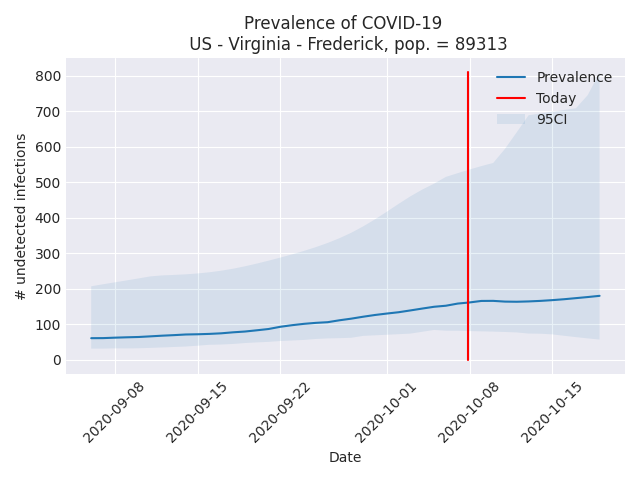 Prevalence of COVID-19
US - Virginia - Frederick, pop. = 89313
Prevalence
Today
95CI
800
700
600
500
400
300
200
100
0
# undetected infections
2020-09-08
2020-09-15
2020-09-22
2020-10-01
2020-10-08
2020-10-15
Date